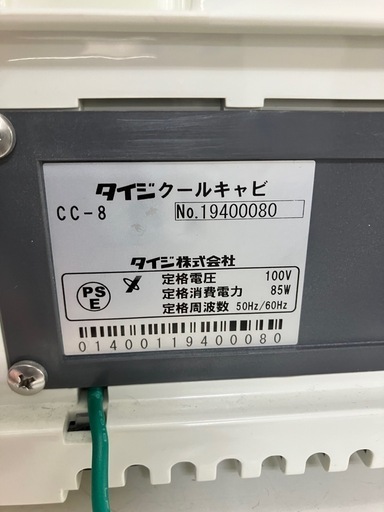 タイジクールキャビ
CC-8 No.19400080
タイジ株式会社
PS
E
定格電圧 100V
定格消費電力 85W
定格周波数 50Hz/60Hz
0140011940080